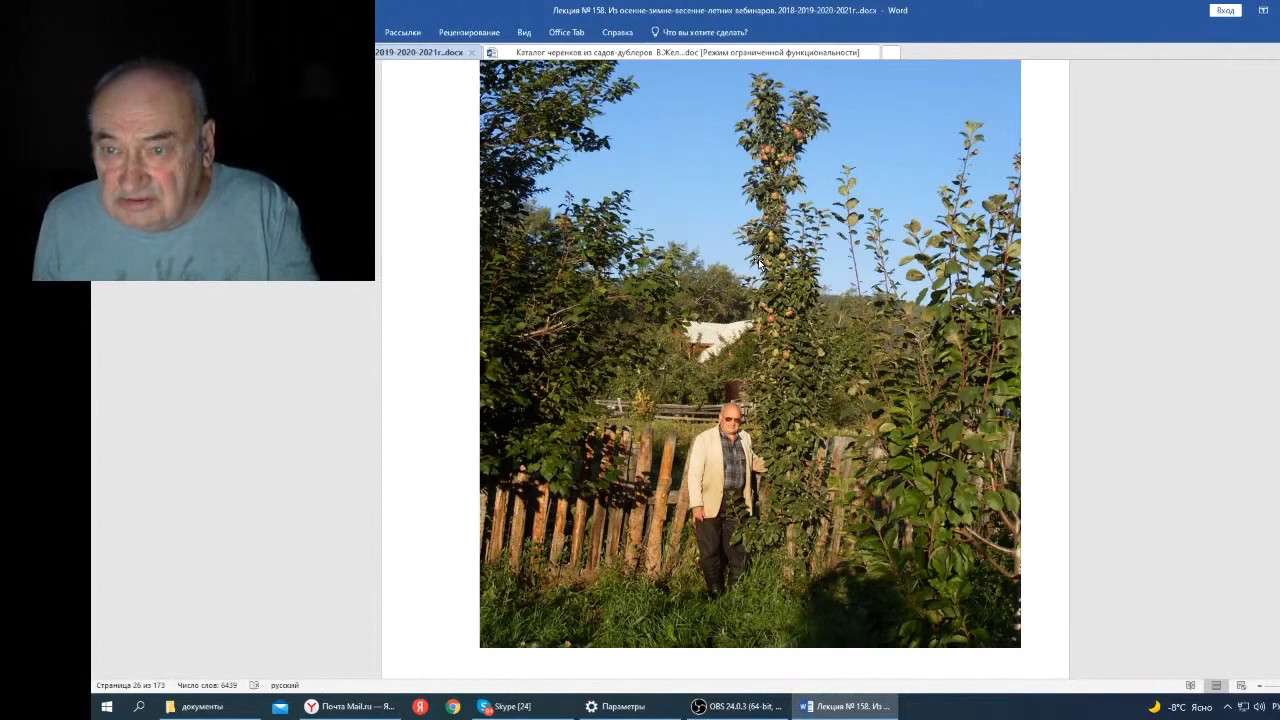 Лекция № 158. Из осенне-зимне-весенне-летних вебинаров. 2018-2019-2020-2021г..docx - Word
Вход
Рассылки Рецензирование Вид Office Tab Справка Что вы хотите сделать?
2019-2020-2021г..docx Каталог черенков из садов-дублеров В.Жел...doc [Режим ограниченной функциональности]
Страница 26 из 173 Число слов: 6439 русский
документы Почта Mail.ru — Я... Skype [24] Параметры OBS 24.0.3 (64-bit, ... Лекция № 158. Из ... -8°C Ясно